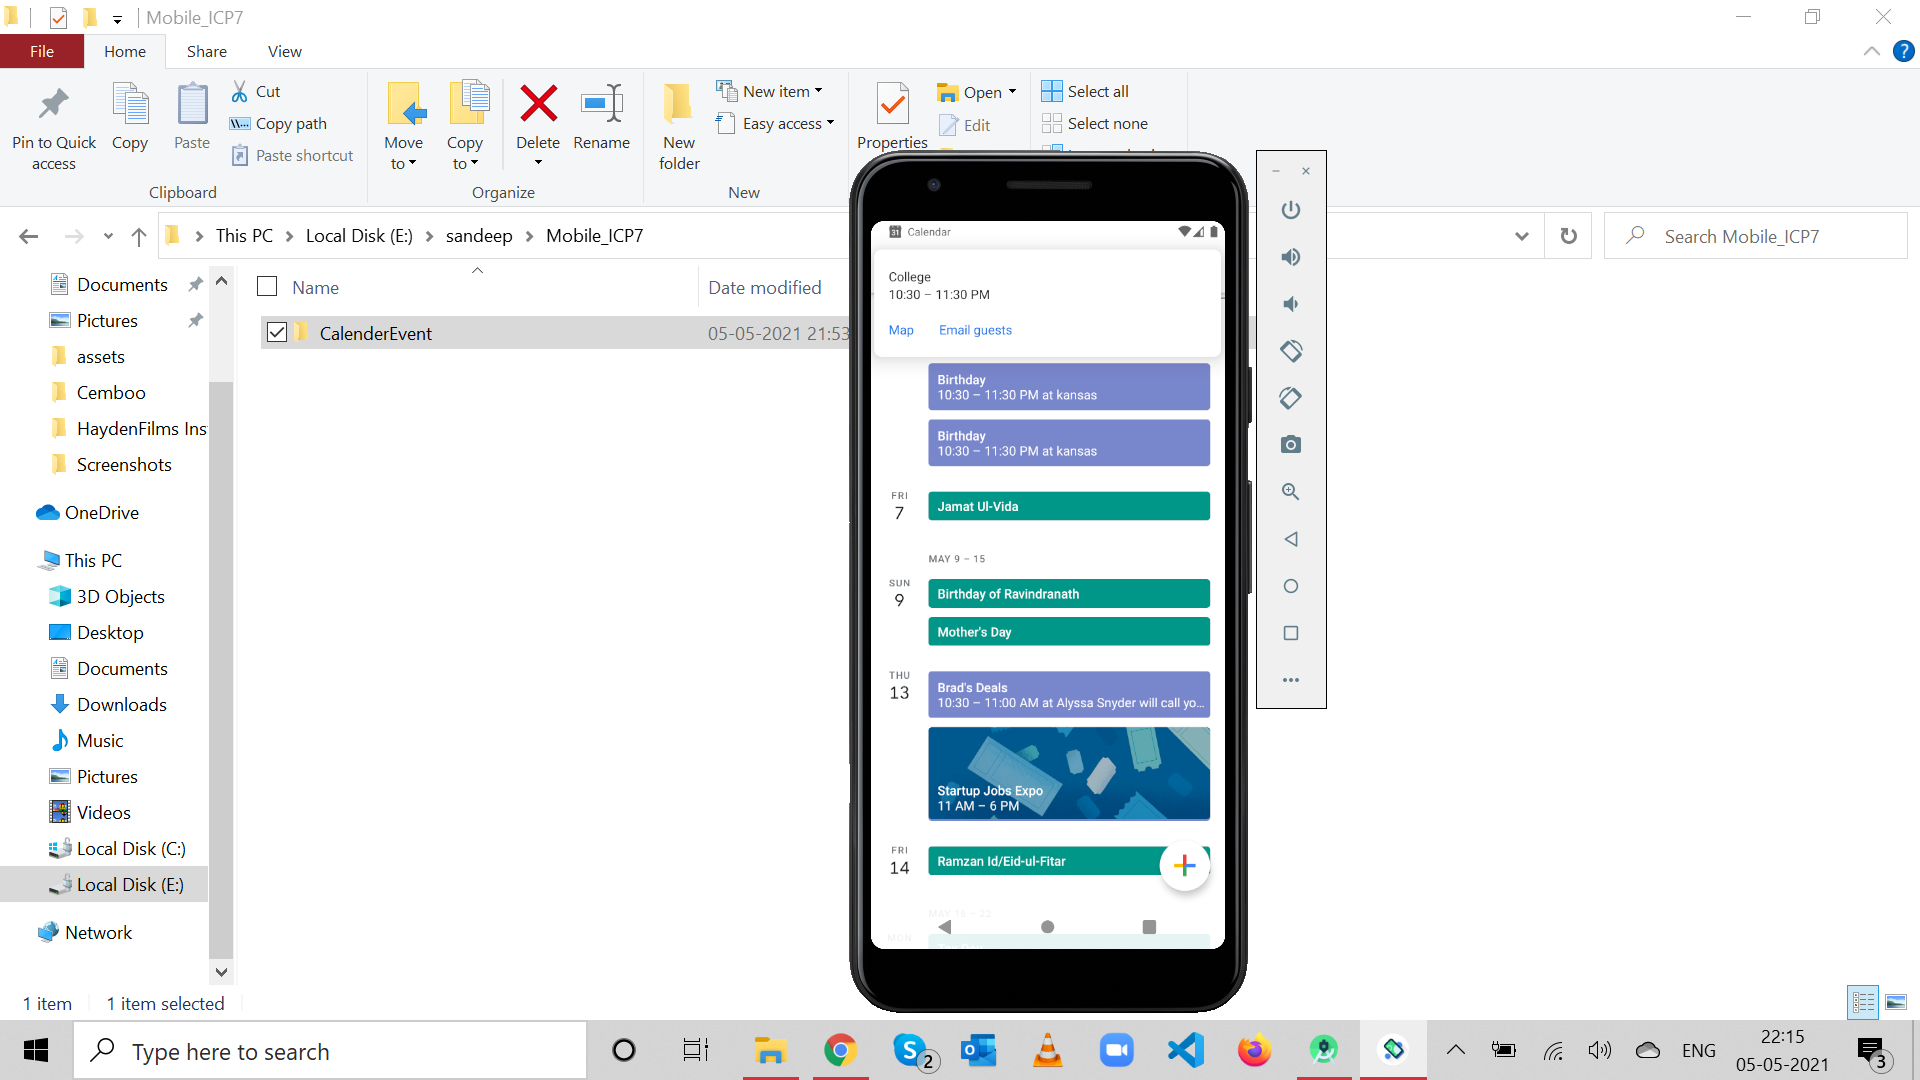 Mobile_ICP7
File
Home
Share
View
Pin to Quick access
Copy
Paste
Cut
Copy path
Paste shortcut
Clipboard
Move to
Copy to
Delete
Rename
Organize
New folder
New item
Easy access
New
Properties
Open
Edit
Select all
Select none
This PC
Local Disk (E:)
sandeep
Mobile_ICP7
Search Mobile_ICP7
Name
Date modified
CalenderEvent
05-05-2021 21:53
Documents
Pictures
assets
Cemboo
HaydenFilms Ins
Screenshots
OneDrive
This PC
3D Objects
Desktop
Documents
Downloads
Music
Pictures
Videos
Local Disk (C:)
Local Disk (E:)
Network
1 item
1 item selected
31 Calendar
College
10:30 – 11:30 PM
Map
Email guests
Birthday
10:30 – 11:30 PM at kansas
Birthday
10:30 – 11:30 PM at kansas
FRI
7
Jamat Ul-Vida
MAY 9 – 15
SUN
9
Birthday of Ravindranath
Mother's Day
THU
13
Brad's Deals
10:30 – 11:00 AM at Alyssa Snyder will call yo...
Startup Jobs Expo
11 AM – 6 PM
FRI
14
Ramzan Id/Eid-ul-Fitar
MAY 16 – 22
MON
Type here to search
2
ENG
22:15
05-05-2021
3